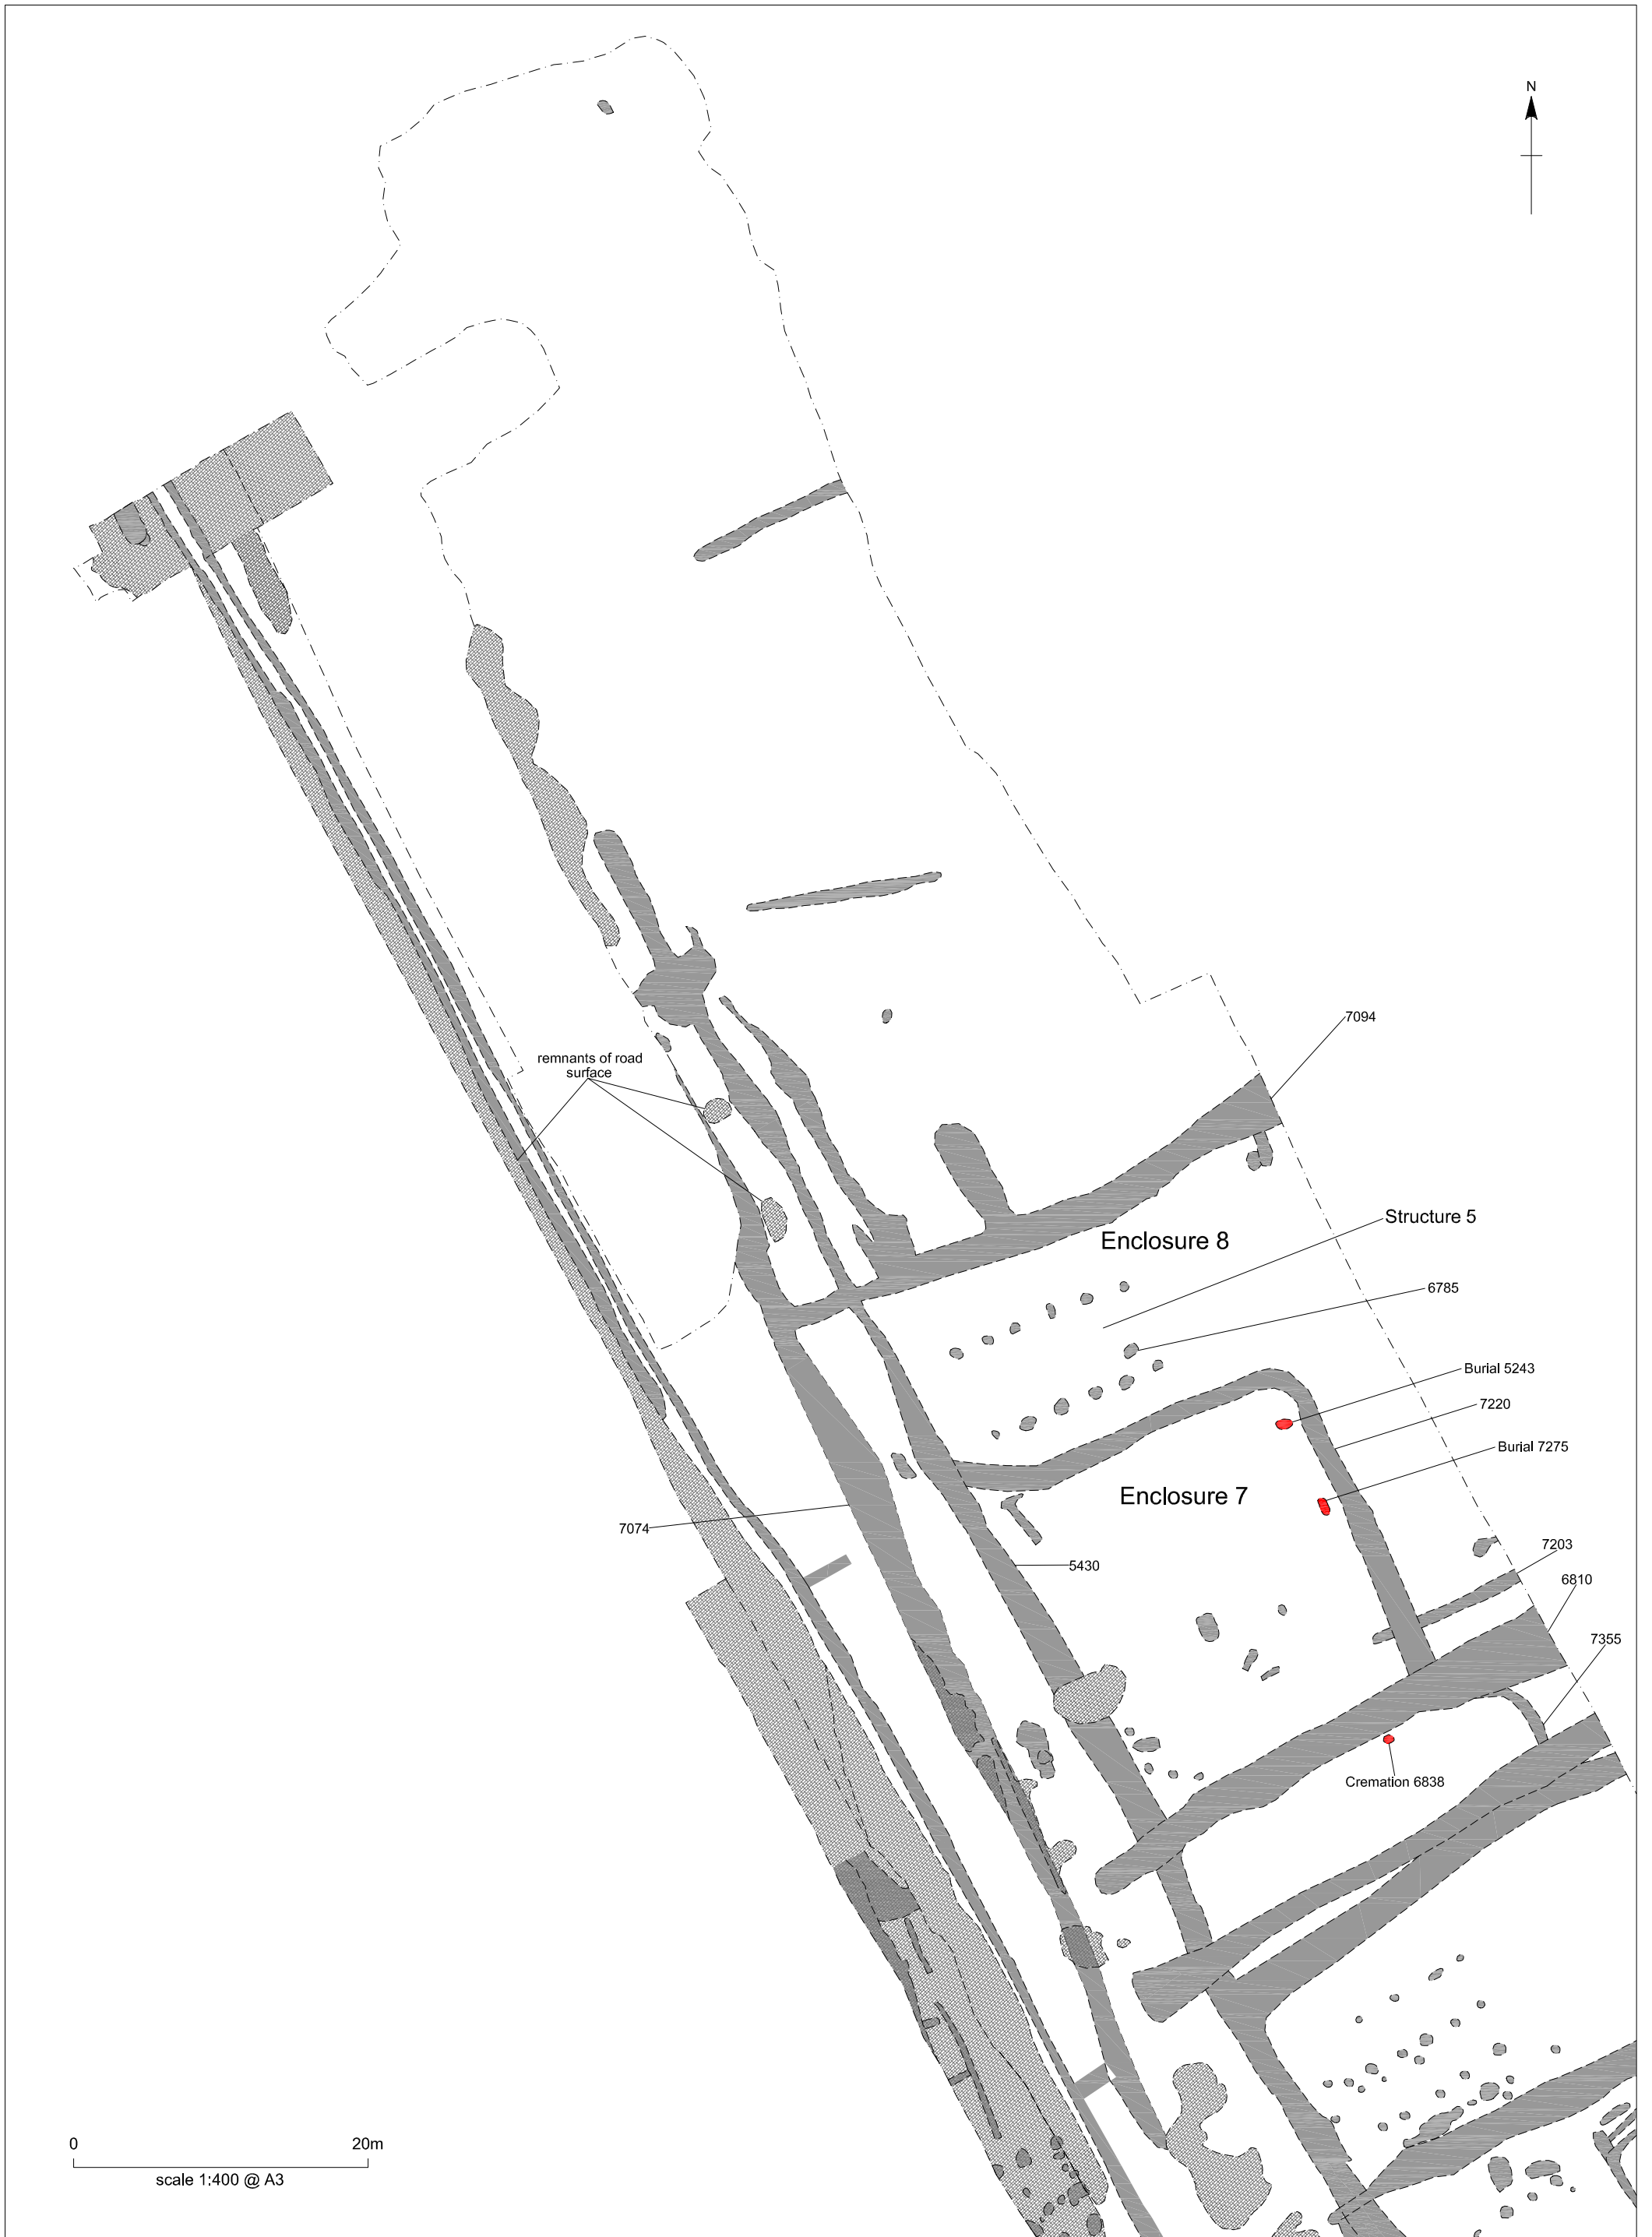 N
7094
remnants of road
surface
Structure 5
Enclosure 8
6785
Burial 5243
7220
Burial 7275
Enclosure 7
7074
5430
7203
6810
7355
Cremation 6838
0 20m
scale 1:400 @ A3